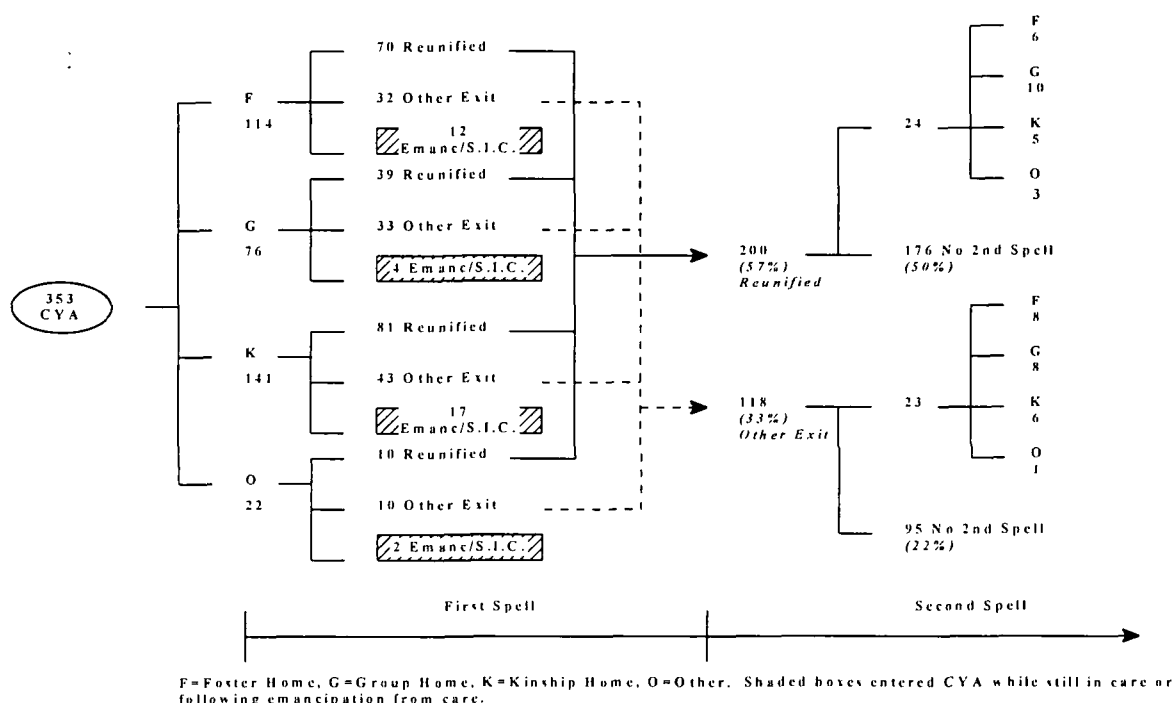 353
CYA
F
114
70 Reunified
32 Other Exit
12
Emanc/S.I.C.
G
76
39 Reunified
33 Other Exit
4 Emanc/S.I.C.
K
141
81 Reunified
43 Other Exit
17
Emanc/S.I.C.
O
22
10 Reunified
10 Other Exit
2 Emanc/S.I.C.
200
(57%)
Reunified
24
F
6
G
10
K
5
O
3
176 No 2nd Spell
(50%)
118
(33%)
Other Exit
23
F
8
G
8
K
6
O
1
95 No 2nd Spell
(22%)
First Spell
Second Spell
F=Foster Home, G=Group Home, K=Kinship Home, O=Other. Shaded boxes entered CYA while still in care or
following emancipation from care.